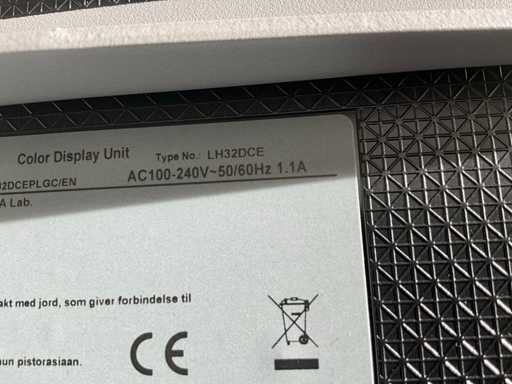 Color Display Unit Type No.: LH32DCE
32DCEPLGC/EN AC100-240V~50/60Hz 1.1A
A Lab.
akt med jord, som giver forbindelse til
un pistorasiaan.
CE